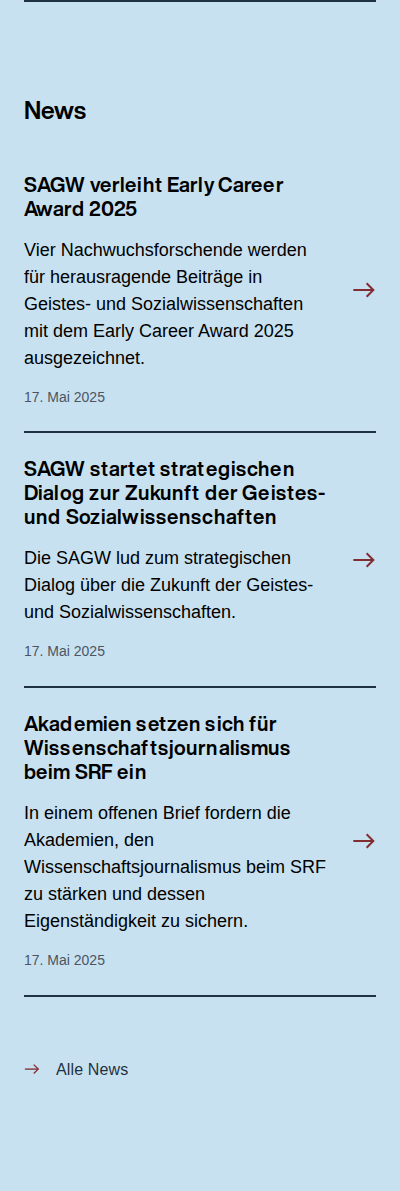 News
SAGW verleiht Early Career
Award 2025
Vier Nachwuchsforschende werden
für herausragende Beiträge in
Geistes- und Sozialwissenschaften
mit dem Early Career Award 2025
ausgezeichnet.
17. Mai 2025
SAGW startet strategischen
Dialog zur Zukunft der Geistes-
und Sozialwissenschaften
Die SAGW lud zum strategischen
Dialog über die Zukunft der Geistes-
und Sozialwissenschaften.
17. Mai 2025
Akademien setzen sich für
Wissenschaftsjournalismus
beim SRF ein
In einem offenen Brief fordern die
Akademien, den
Wissenschaftsjournalismus beim SRF
zu stärken und dessen
Eigenständigkeit zu sichern.
17. Mai 2025
Alle News